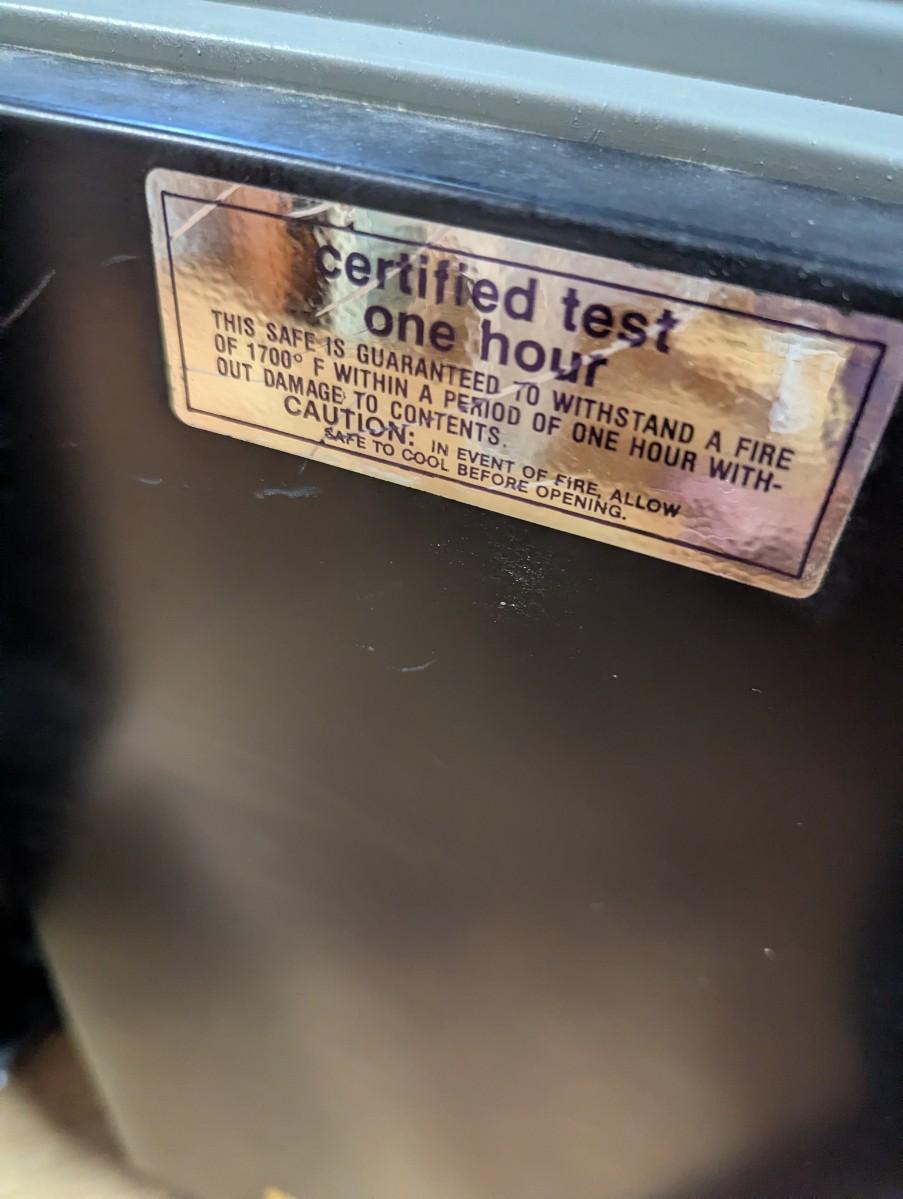 certified test
one hour
THIS SAFE IS GUARANTEED TO WITHSTAND A FIRE
OF 1700° F WITHIN A PERIOD OF ONE HOUR WITH-
OUT DAMAGE TO CONTENTS.
CAUTION: IN EVENT OF FIRE, ALLOW
SAFE TO COOL BEFORE OPENING.